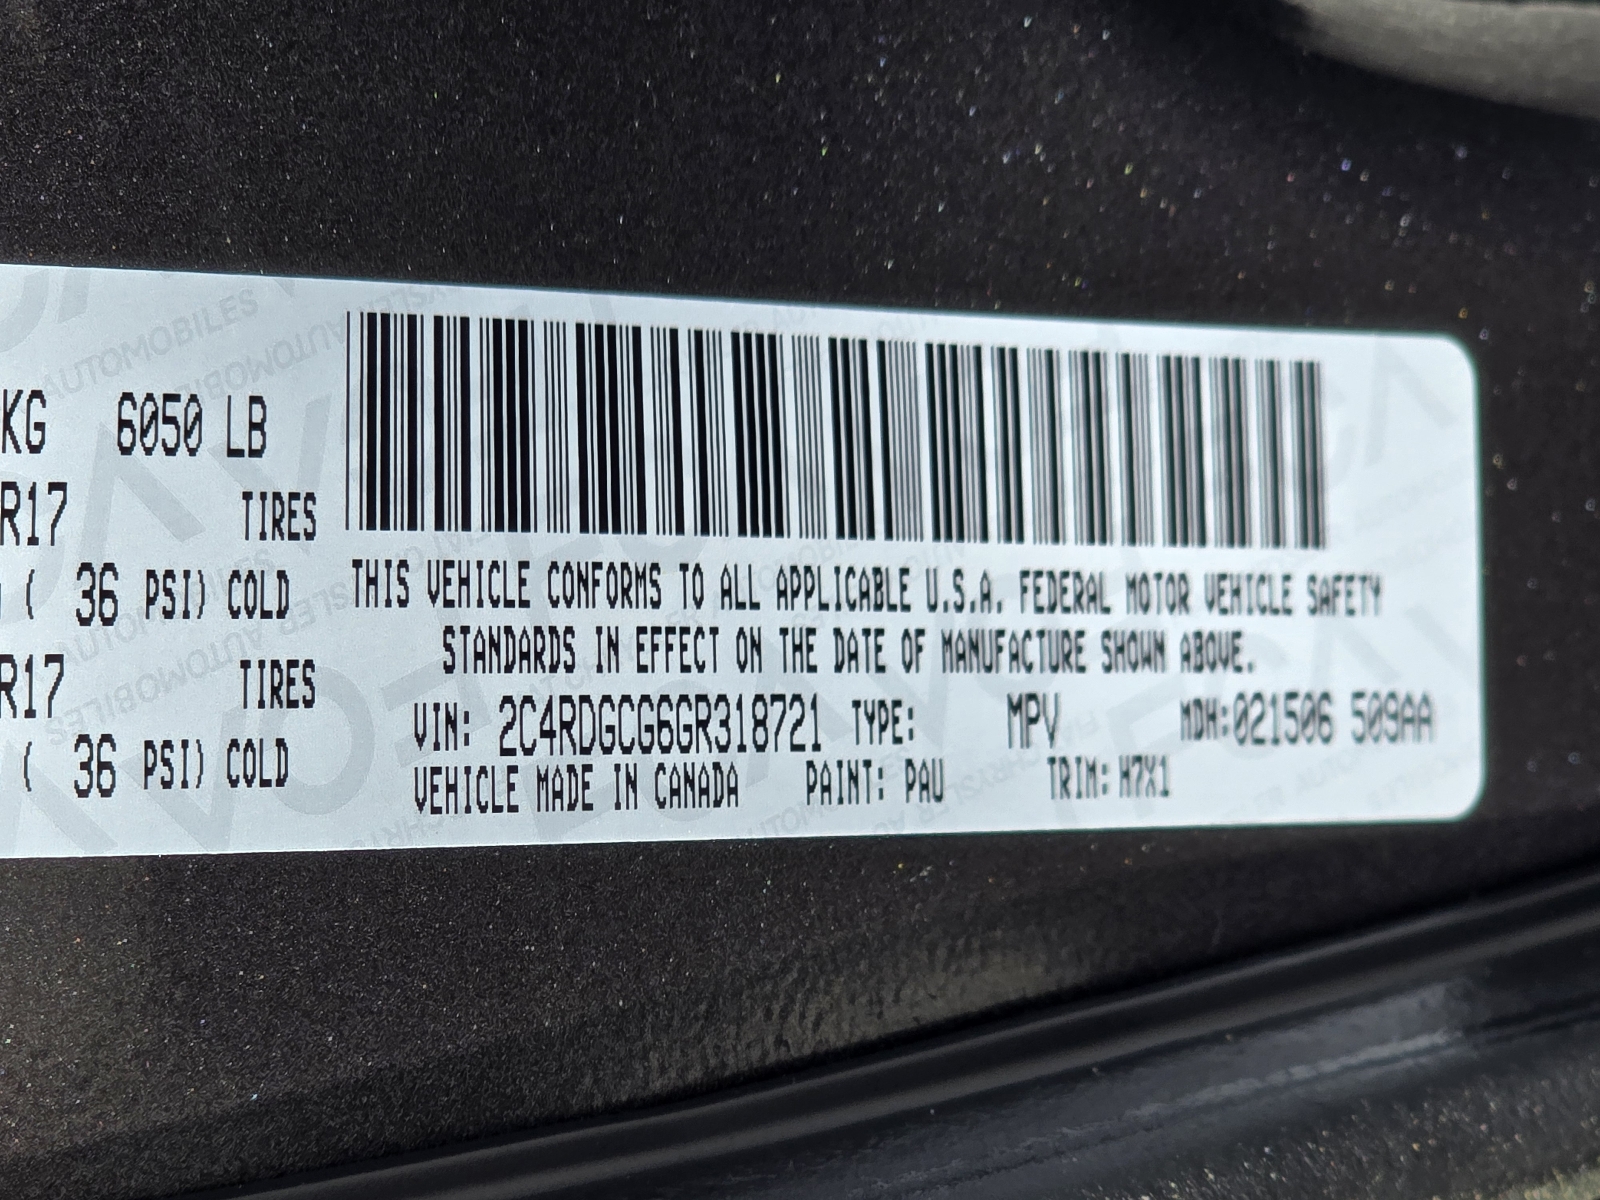 KG 6050 LB
R17 TIRES
( 36 PSI) COLD
R17 TIRES
( 36 PSI) COLD
THIS VEHICLE CONFORMS TO ALL APPLICABLE U.S.A. FEDERAL MOTOR VEHICLE SAFETY
STANDARDS IN EFFECT ON THE DATE OF MANUFACTURE SHOWN ABOVE.
VIN: 2C4RDGCG6GR318721 TYPE: MPV MDH:021506 509AA
VEHICLE MADE IN CANADA PAINT: PAU TRIM: H7X1